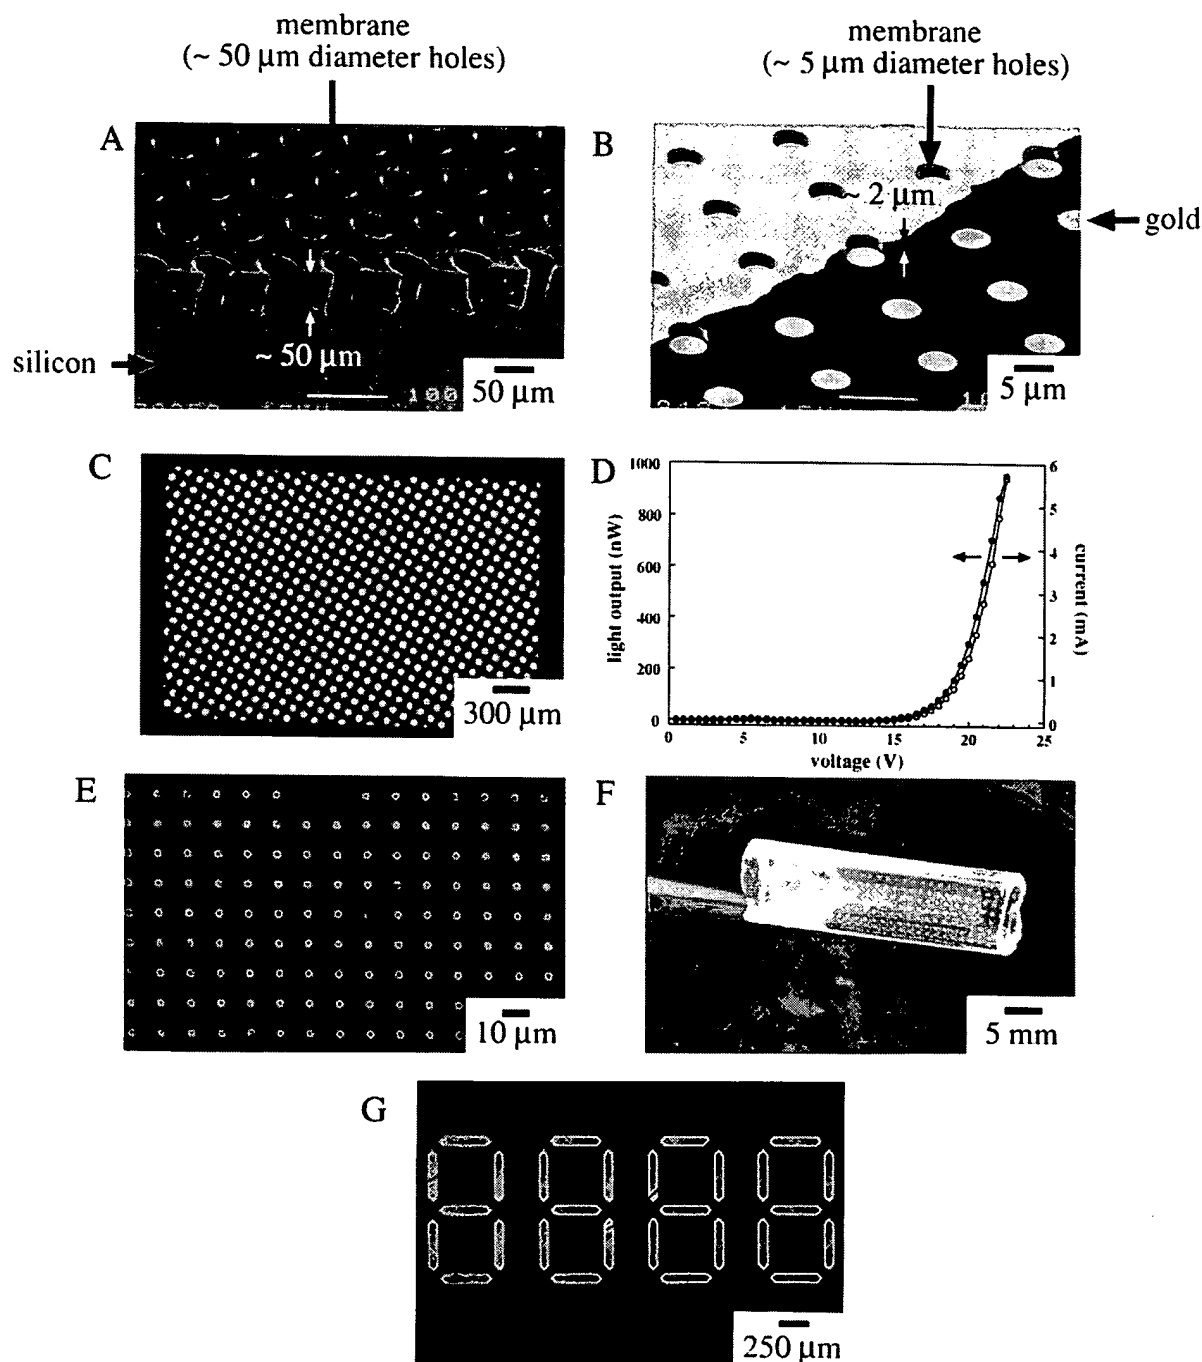 membrane
(~ 50 µm diameter holes)
membrane
(~ 5 µm diameter holes)
A
B
~ 2 µm
gold
silicon
~ 50 µm
100
50 µm
5 µm
C
300 µm
D
light output (nW)
1000
800
600
400
200
0
0
5
10
15
20
25
voltage (V)
6
5
4
3
2
1
0
current (mA)
E
10 µm
F
5 mm
G
250 µm